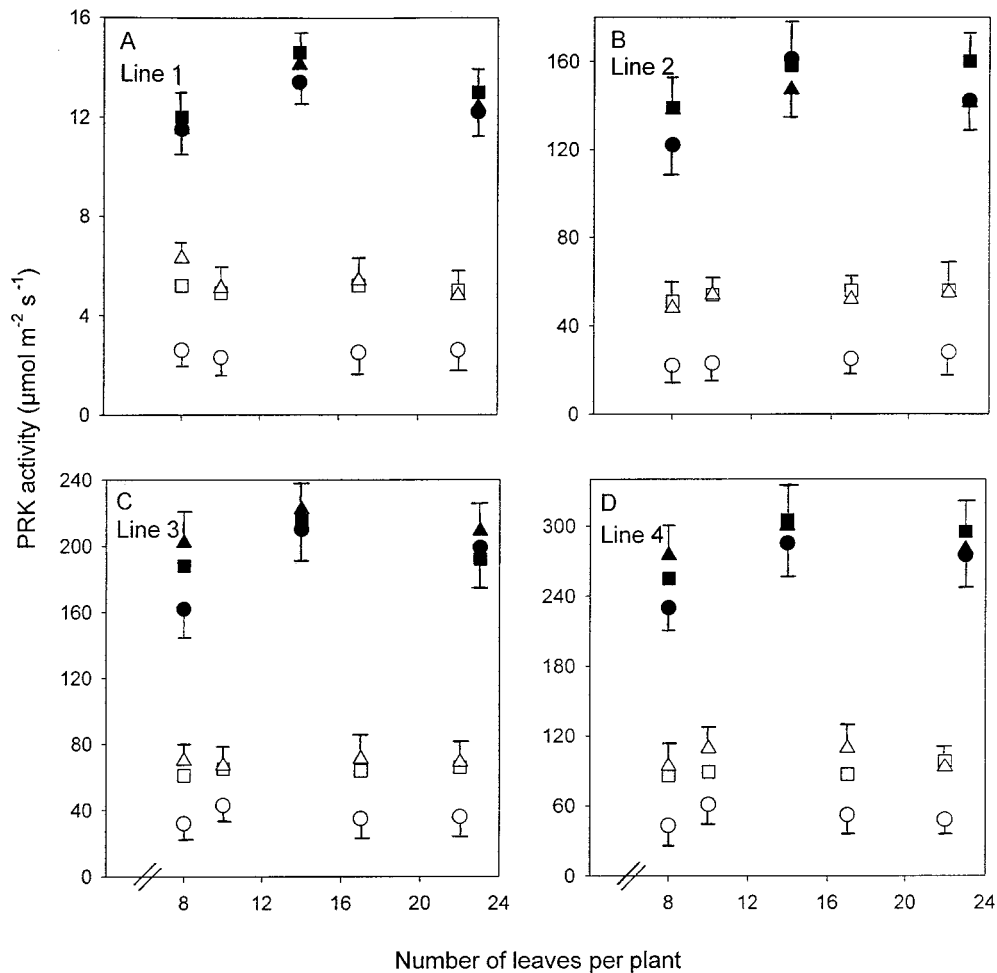 PRK activity (µmol m⁻² s⁻¹)
A
Line 1
16
12
8
4
0
B
Line 2
160
120
80
40
0
C
Line 3
240
200
160
120
80
40
0
8 12 16 20 24
D
Line 4
300
240
180
120
60
0
8 12 16 20 24
Number of leaves per plant